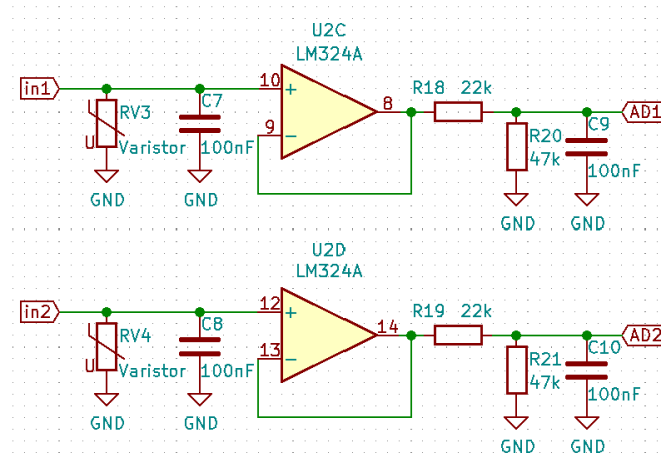 U2C
LM324A
in1
RV3
U
Varistor
GND
C7
100nF
GND
10
+
9
−
8
R18 22k
R20
47k
GND
C9
100nF
GND
AD1
U2D
LM324A
in2
RV4
U
Varistor
GND
C8
100nF
GND
12
+
13
−
14
R19 22k
R21
47k
GND
C10
100nF
GND
AD2